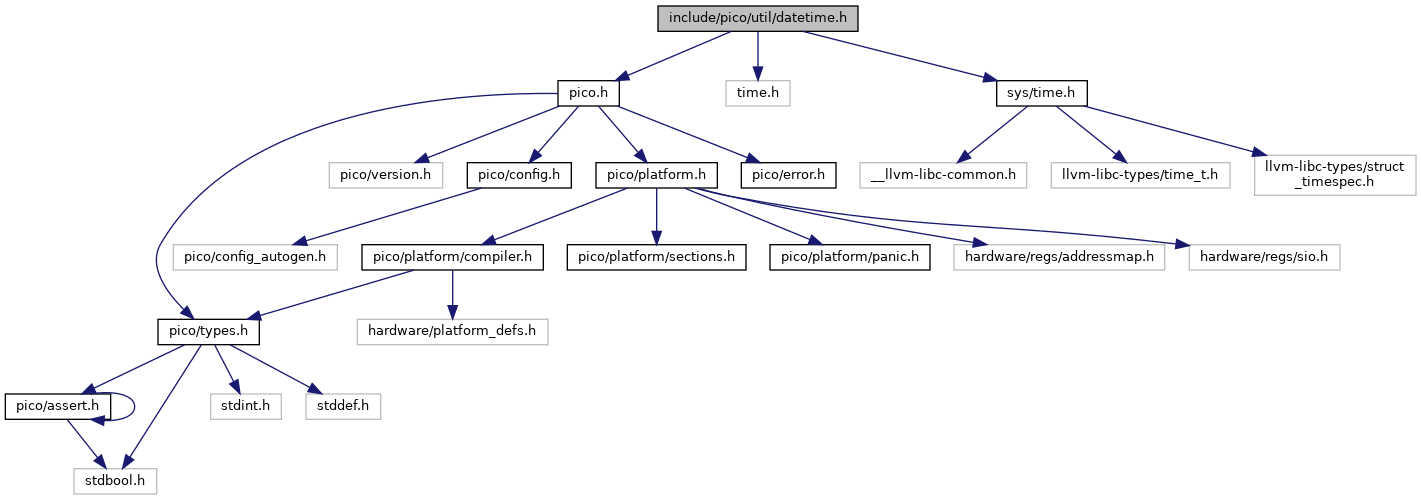 include/pico/util/datetime.h
pico.h
time.h
sys/time.h
pico/version.h
pico/config.h
pico/platform.h
pico/error.h
__llvm-libc-common.h
llvm-libc-types/time_t.h
llvm-libc-types/struct
_timespec.h
pico/config_autogen.h
pico/platform/compiler.h
pico/platform/sections.h
pico/platform/panic.h
hardware/regs/addressmap.h
hardware/regs/sio.h
pico/types.h
hardware/platform_defs.h
pico/assert.h
stdint.h
stddef.h
stdbool.h